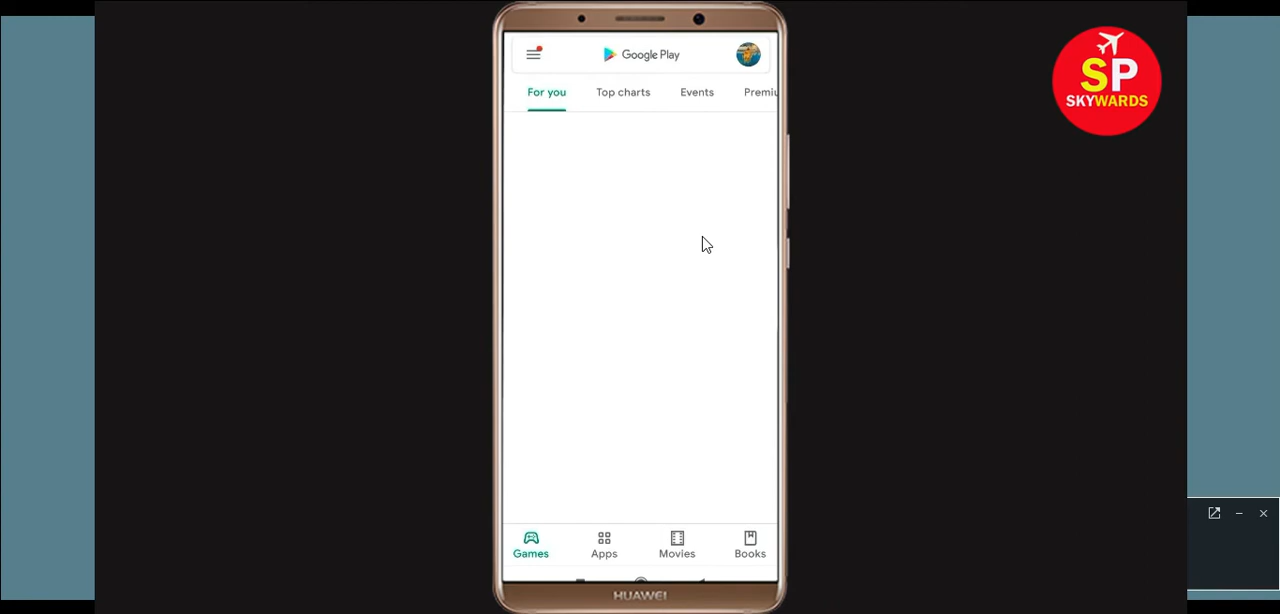 Google Play
For you Top charts Events Premiu
SP
SKYWARDS
Games Apps Movies Books
HUAWEI